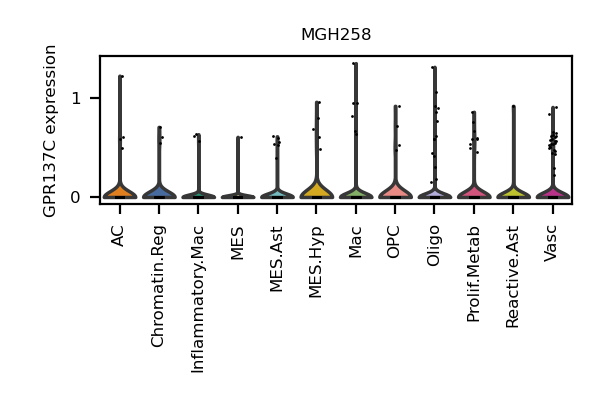 MGH258
GPR137C expression
1
0
AC
Chromatin.Reg
Inflammatory.Mac
MES
MES.Ast
MES.Hyp
Mac
OPC
Oligo
Prolif.Metab
Reactive.Ast
Vasc